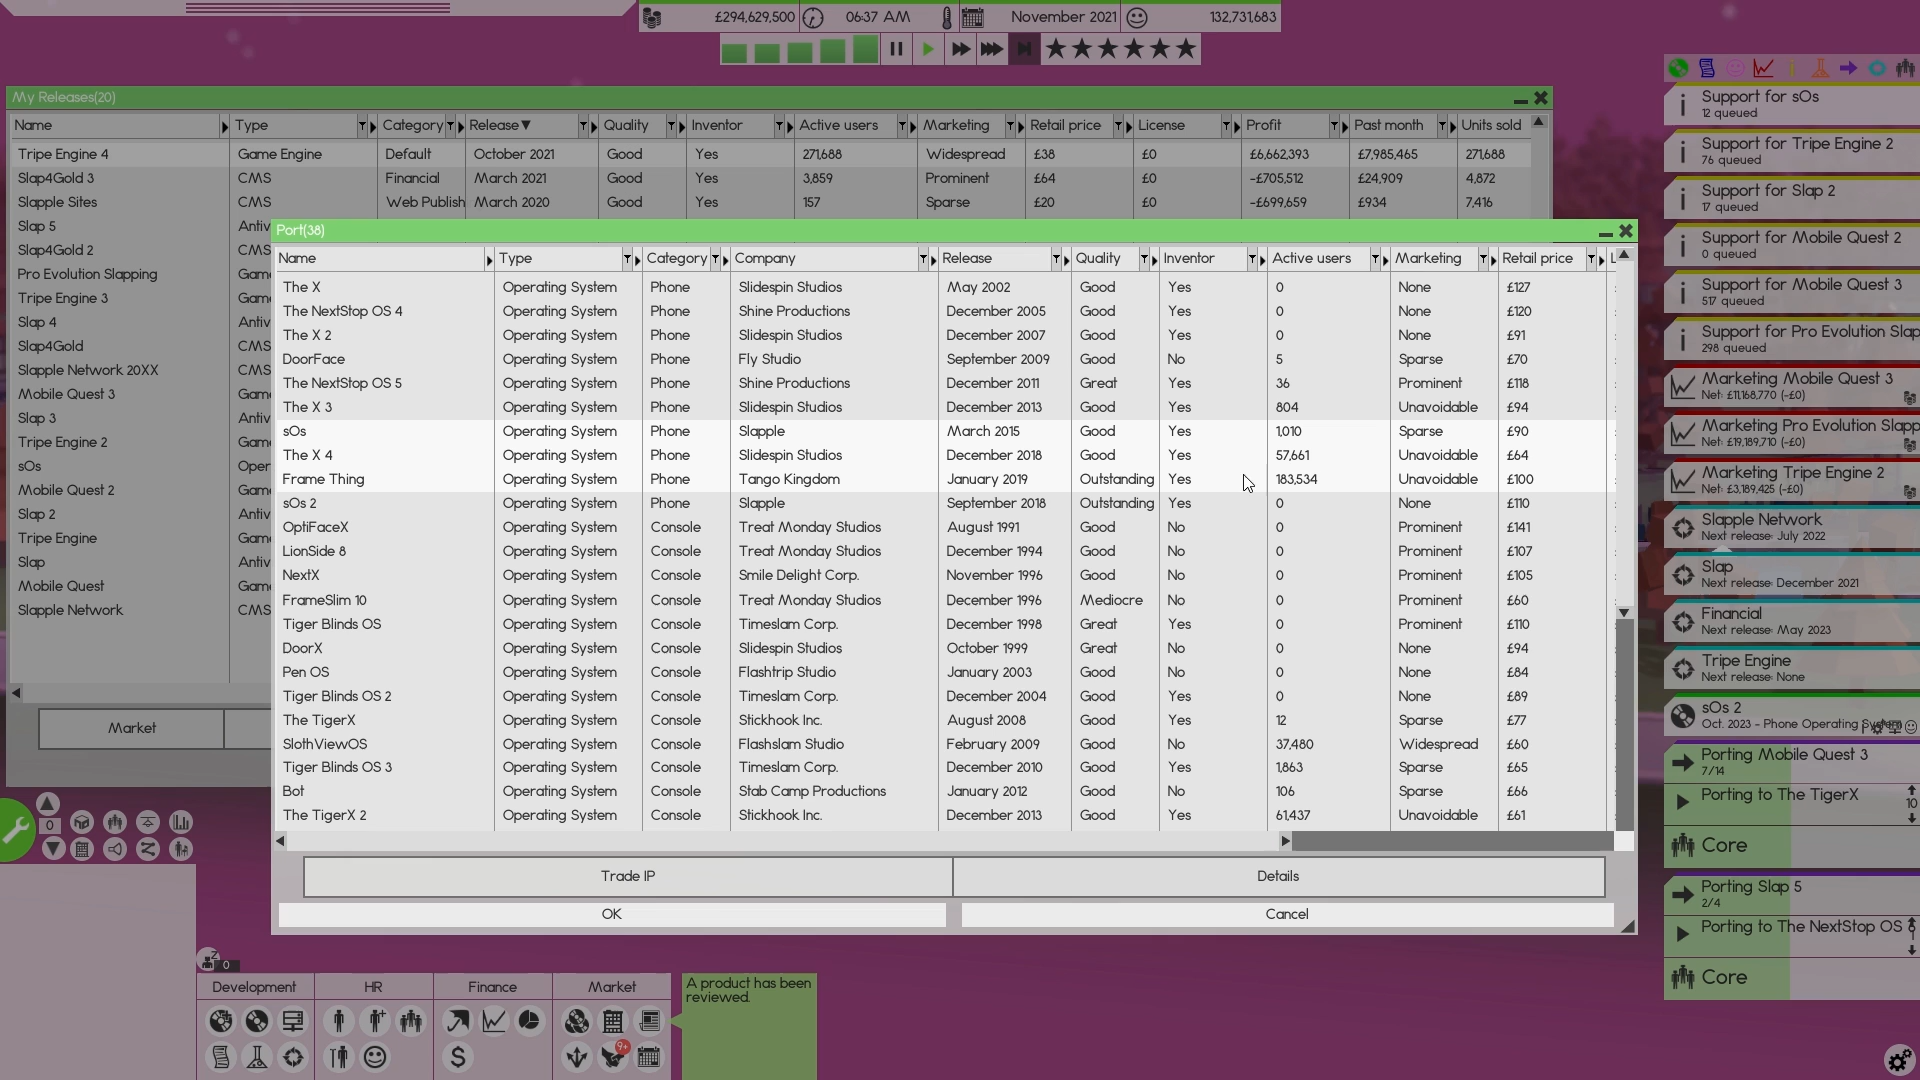 £294,629,500 06:37 AM November 2021 132,731,683
My Releases(20)
Name Type Category Release▼ Quality Inventor Active users Marketing Retail price License Profit Past month Units sold
Tripe Engine 4 Game Engine Default October 2021 Good Yes 271,688 Widespread £38 £0 £6,662,393 £7,985,465 271,688
Slap4Gold 3 CMS Financial March 2021 Good Yes 3,859 Prominent £64 £0 -£705,512 £24,909 4,872
Slapple Sites CMS Web Publish March 2020 Good Yes 157 Sparse £20 £0 -£699,659 £934 7,416
Slap 5 Antiv
Slap4Gold 2 CMS
Pro Evolution Slapping Game
Tripe Engine 3 Game
Slap 4 Antiv
Slap4Gold CMS
Slapple Network 20XX CMS
Mobile Quest 3 Game
Slap 3 Antiv
Tripe Engine 2 Game
sOs Oper
Mobile Quest 2 Game
Slap 2 Antiv
Tripe Engine Game
Slap Antiv
Mobile Quest Game
Slapple Network CMS
Market
Port(38)
Name Type Category Company Release Quality Inventor Active users Marketing Retail price L
The X Operating System Phone Slidespin Studios May 2002 Good Yes 0 None £127
The NextStop OS 4 Operating System Phone Shine Productions December 2005 Good Yes 0 None £120
The X 2 Operating System Phone Slidespin Studios December 2007 Good Yes 0 None £91
DoorFace Operating System Phone Fly Studio September 2009 Good No 5 Sparse £70
The NextStop OS 5 Operating System Phone Shine Productions December 2011 Great Yes 36 Prominent £118
The X 3 Operating System Phone Slidespin Studios December 2013 Good Yes 804 Unavoidable £94
sOs Operating System Phone Slapple March 2015 Good Yes 1,010 Sparse £90
The X 4 Operating System Phone Slidespin Studios December 2018 Good Yes 57,661 Unavoidable £64
Frame Thing Operating System Phone Tango Kingdom January 2019 Outstanding Yes 183,534 Unavoidable £100
sOs 2 Operating System Phone Slapple September 2018 Outstanding Yes 0 None £110
OptiFaceX Operating System Console Treat Monday Studios August 1991 Good No 0 Prominent £141
LionSide 8 Operating System Console Treat Monday Studios December 1994 Good No 0 Prominent £107
NextX Operating System Console Smile Delight Corp. November 1996 Good No 0 Prominent £105
FrameSlim 10 Operating System Console Treat Monday Studios December 1996 Mediocre No 0 Prominent £60
Tiger Blinds OS Operating System Console Timeslam Corp. December 1998 Great Yes 0 Prominent £110
DoorX Operating System Console Slidespin Studios October 1999 Great No 0 None £94
Pen OS Operating System Console Flashtrip Studio January 2003 Good No 0 None £84
Tiger Blinds OS 2 Operating System Console Timeslam Corp. December 2004 Good Yes 0 None £89
The TigerX Operating System Console Stickhook Inc. August 2008 Good Yes 12 Sparse £77
SlothViewOS Operating System Console Flashslam Studio February 2009 Good No 37,480 Widespread £60
Tiger Blinds OS 3 Operating System Console Timeslam Corp. December 2010 Good Yes 1,863 Sparse £65
Bot Operating System Console Stab Camp Productions January 2012 Good No 106 Sparse £66
The TigerX 2 Operating System Console Stickhook Inc. December 2013 Good Yes 61,437 Unavoidable £61
Trade IP Details
OK Cancel
Support for sOs
12 queued
Support for Tripe Engine 2
76 queued
Support for Slap 2
17 queued
Support for Mobile Quest 2
0 queued
Support for Mobile Quest 3
517 queued
Support for Pro Evolution Slap
298 queued
Marketing Mobile Quest 3
Net: £11,168,770 (-£0)
Marketing Pro Evolution Slapp
Net: £19,189,710 (-£0)
Marketing Tripe Engine 2
Net: £3,189,425 (-£0)
Slapple Network
Next release: July 2022
Slap
Next release: December 2021
Financial
Next release: May 2023
Tripe Engine
Next release: None
sOs 2
Oct. 2023 - Phone Operating System
Porting Mobile Quest 3
7/14
Porting to The TigerX
10
Core
Porting Slap 5
2/4
Porting to The NextStop OS
Core
0
0
Development HR Finance Market
9+
A product has been
reviewed.